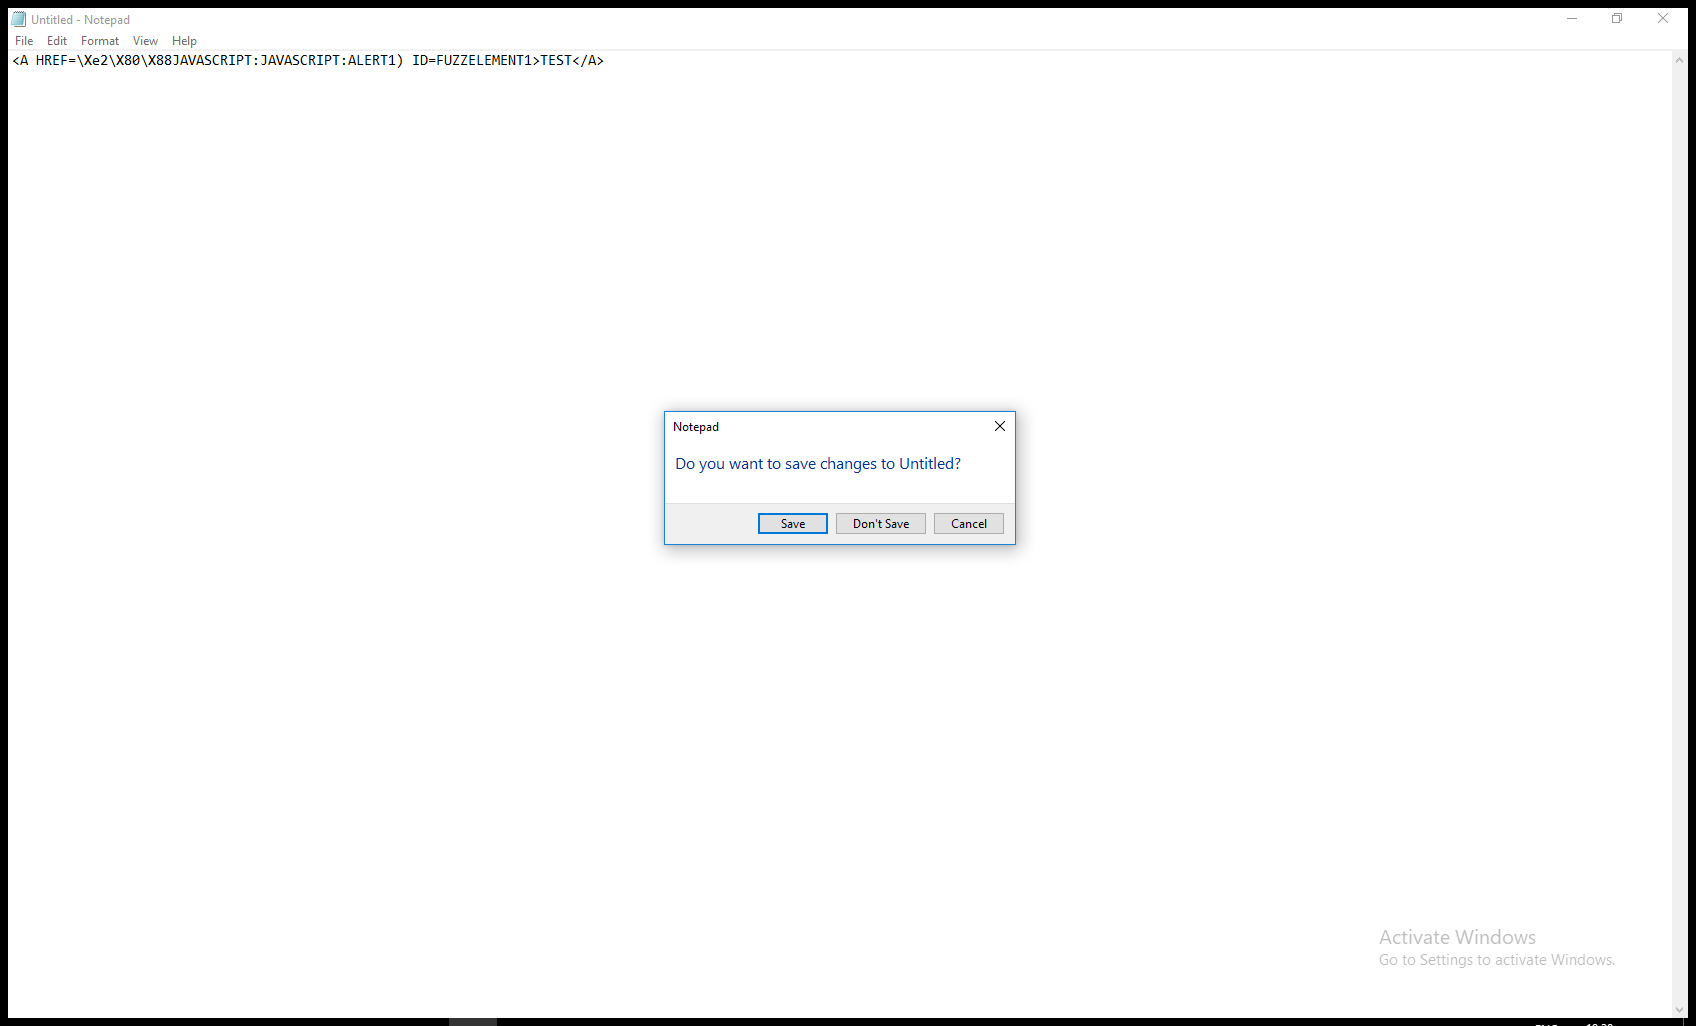 Untitled - Notepad
File Edit Format View Help
<A HREF=\Xe2\X80\X88JAVASCRIPT:JAVASCRIPT:ALERT1) ID=FUZZELEMENT1>TEST</A>
Notepad
Do you want to save changes to Untitled?
Save Don't Save Cancel
Activate Windows
Go to Settings to activate Windows.